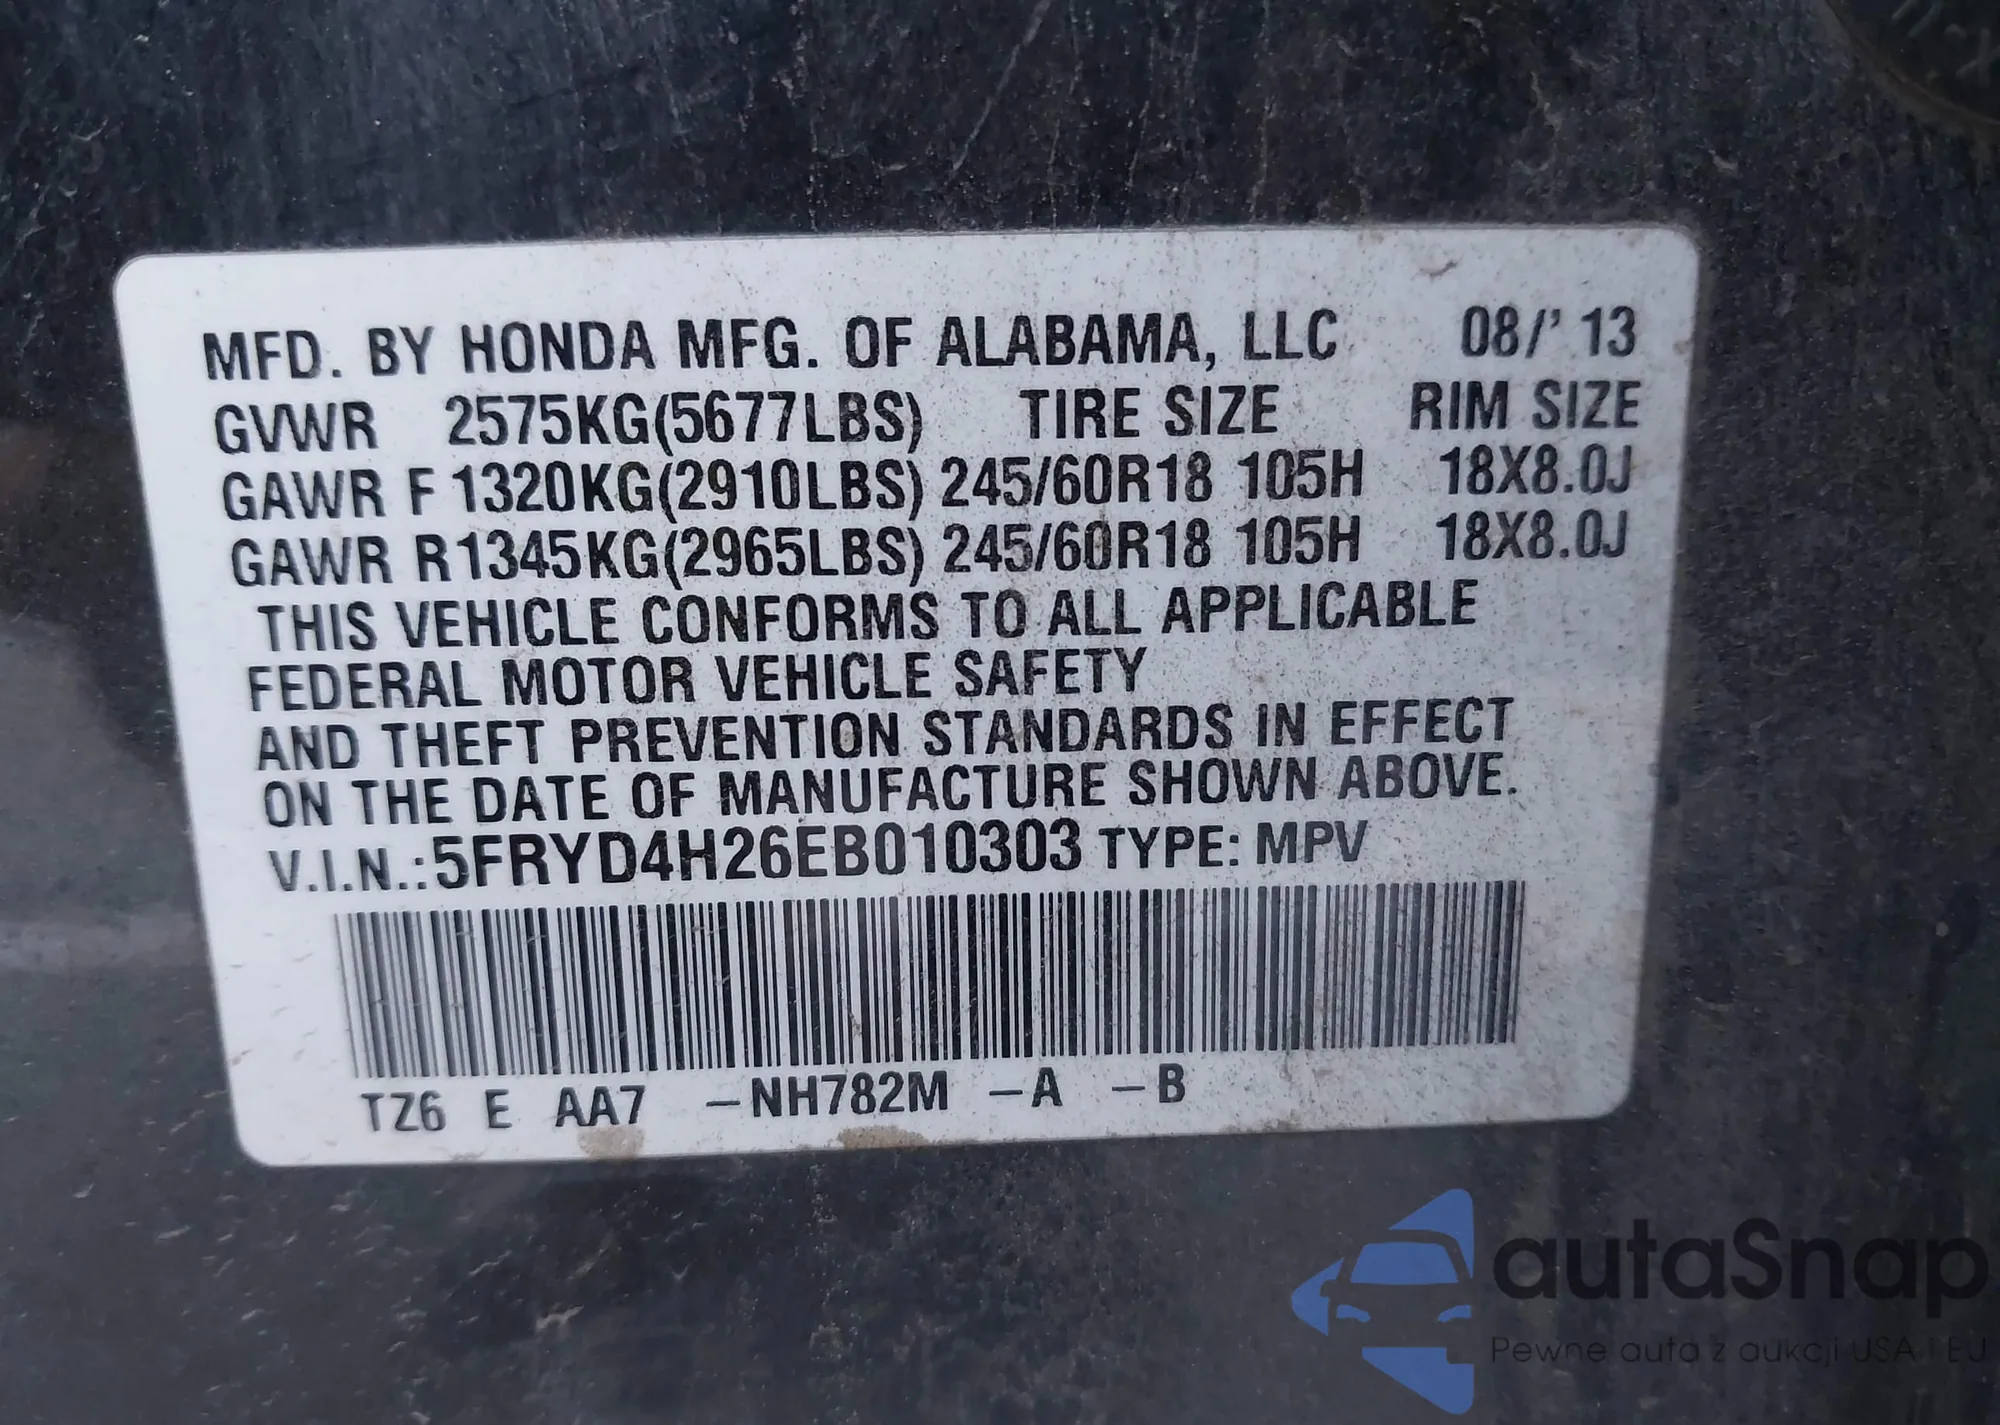 MFD. BY HONDA MFG. OF ALABAMA, LLC 08/' 13
GVWR 2575KG(5677LBS) TIRE SIZE RIM SIZE
GAWR F 1320KG(2910LBS) 245/60R18 105H 18X8.0J
GAWR R1345KG(2965LBS) 245/60R18 105H 18X8.0J
THIS VEHICLE CONFORMS TO ALL APPLICABLE
FEDERAL MOTOR VEHICLE SAFETY
AND THEFT PREVENTION STANDARDS IN EFFECT
ON THE DATE OF MANUFACTURE SHOWN ABOVE.
V.I.N.:5FRYD4H26EB010303 TYPE: MPV
TZ6 E AA7 –NH782M –A –B
autaSnap
Pewne auta z aukcji USA i EU